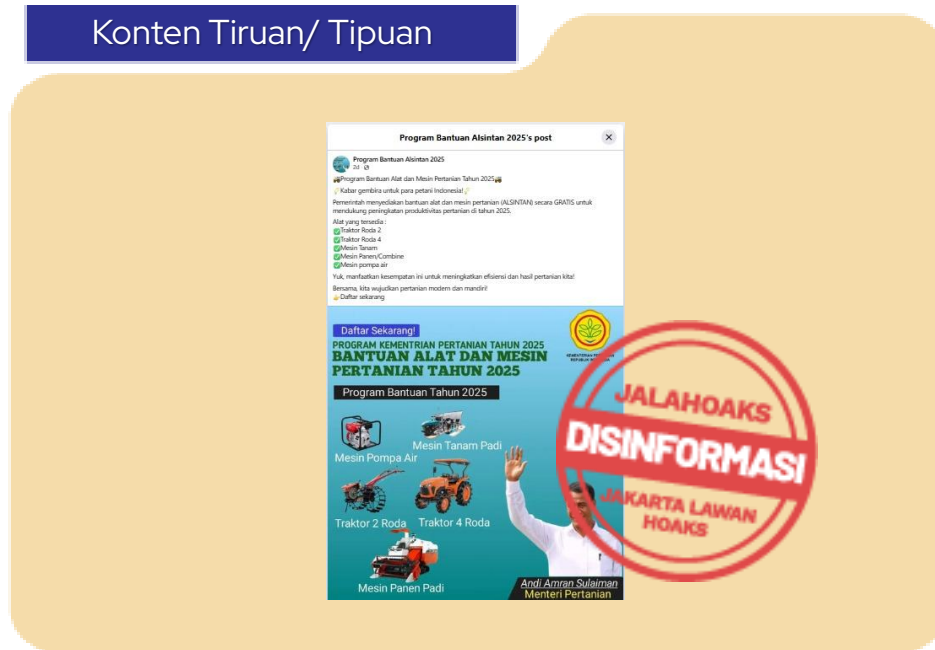 Konten Tiruan/ Tipuan
Program Bantuan Alsintan 2025's post
Program Bantuan Alsintan 2025
2d
🚜Program Bantuan Alat dan Mesin Pertanian Tahun 2025🚜
🌾Kabar gembira untuk para petani Indonesia!🌾
Pemerintah menyediakan bantuan alat dan mesin pertanian (ALSINTAN) secara GRATIS untuk
mendukung peningkatan produktivitas pertanian di tahun 2025.
Alat yang tersedia :
✅Traktor Roda 2
✅Traktor Roda 4
✅Mesin Tanam
✅Mesin Panen/Combine
✅Mesin pompa air
Yuk, manfaatkan kesempatan ini untuk meningkatkan efisiensi dan hasil pertanian kita!
Bersama, kita wujudkan pertanian modern dan mandiri!
👉Daftar sekarang
Daftar Sekarang!
PROGRAM KEMENTRIAN PERTANIAN TAHUN 2025
BANTUAN ALAT DAN MESIN
PERTANIAN TAHUN 2025
Program Bantuan Tahun 2025
Mesin Pompa Air
Mesin Tanam Padi
Traktor 2 Roda
Traktor 4 Roda
Mesin Panen Padi
Andi Amran Sulaiman
Menteri Pertanian
JALAHOAKS
DISINFORMASI
JAKARTA LAWAN
HOAKS